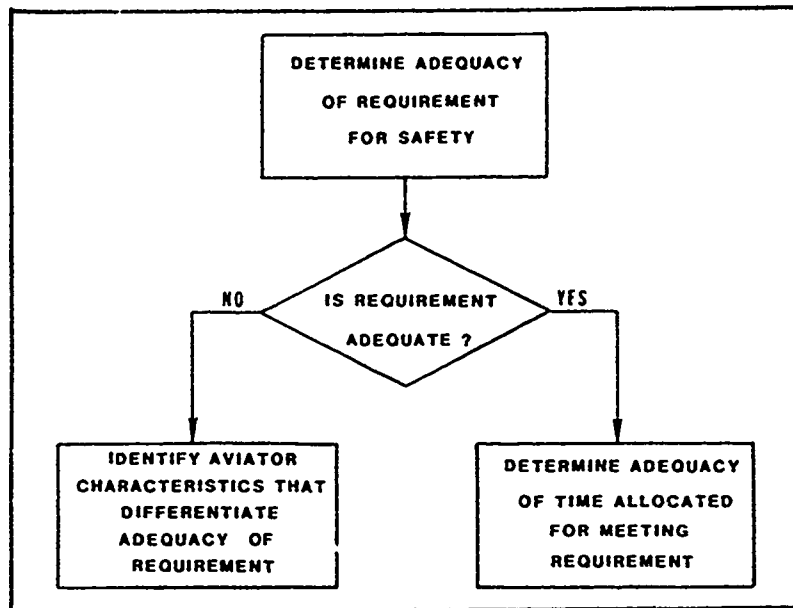 DETERMINE ADEQUACY
OF REQUIREMENT
FOR SAFETY
IS REQUIREMENT
ADEQUATE ?
NO
YES
IDENTIFY AVIATOR
CHARACTERISTICS THAT
DIFFERENTIATE
ADEQUACY OF
REQUIREMENT
DETERMINE ADEQUACY
OF TIME ALLOCATED
FOR MEETING
REQUIREMENT